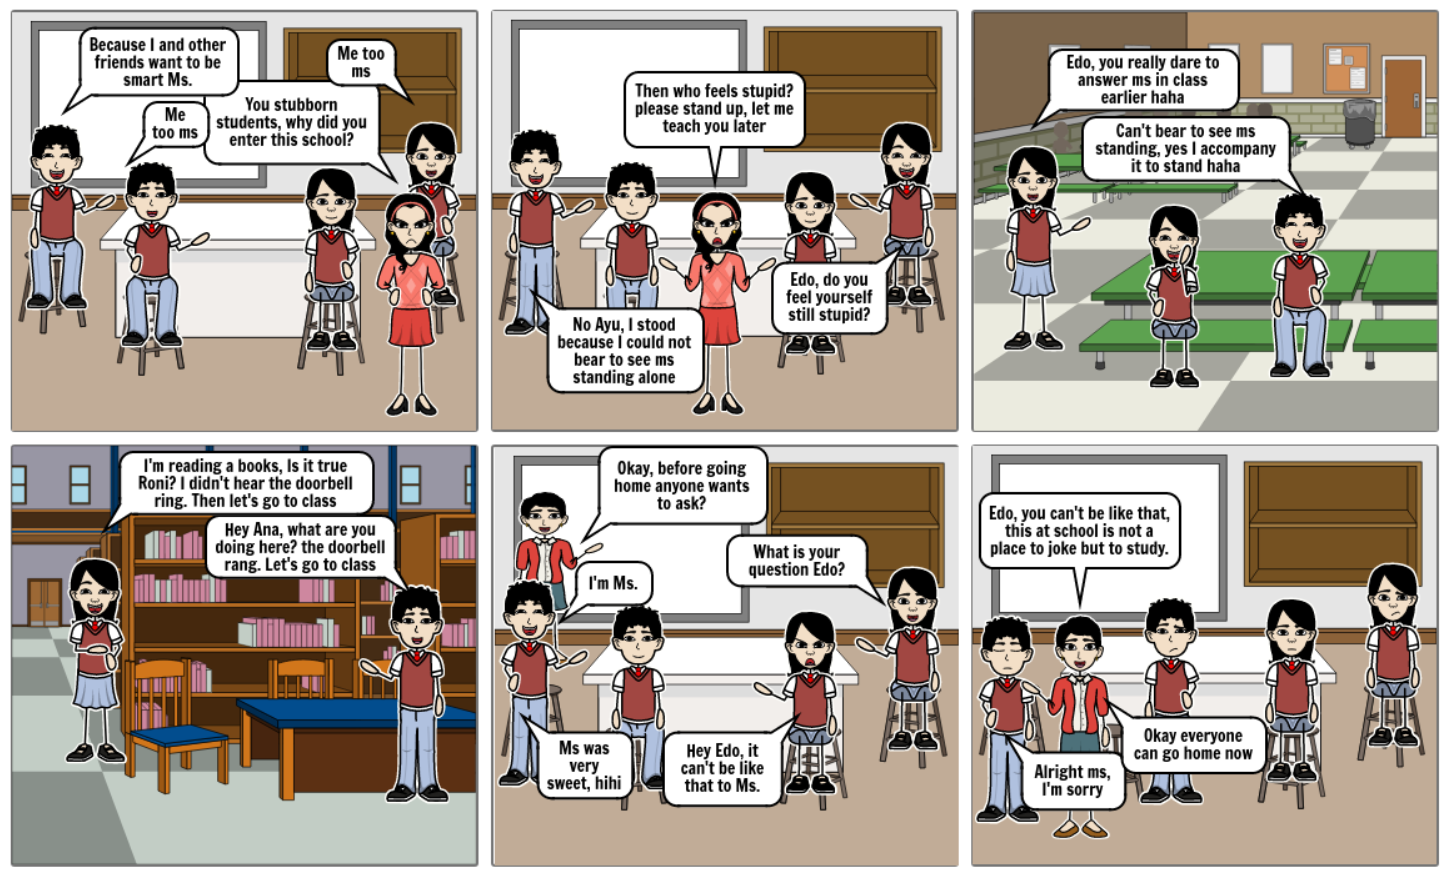 Because I and other
friends want to be
smart Ms.
Me too
ms
Me
too ms
You stubborn
students, why did you
enter this school?
Then who feels stupid?
please stand up, let me
teach you later
Edo, do you
feel yourself
still stupid?
No Ayu, I stood
because I could not
bear to see ms
standing alone
Edo, you really dare to
answer ms in class
earlier haha
Can't bear to see ms
standing, yes I accompany
it to stand haha
I'm reading a books, Is it true
Roni? I didn't hear the doorbell
ring. Then let's go to class
Hey Ana, what are you
doing here? the doorbell
rang. Let's go to class
Okay, before going
home anyone wants
to ask?
What is your
question Edo?
I'm Ms.
Ms was
very
sweet, hihi
Hey Edo, it
can't be like
that to Ms.
Edo, you can't be like that,
this at school is not a
place to joke but to study.
Okay everyone
can go home now
Alright ms,
I'm sorry